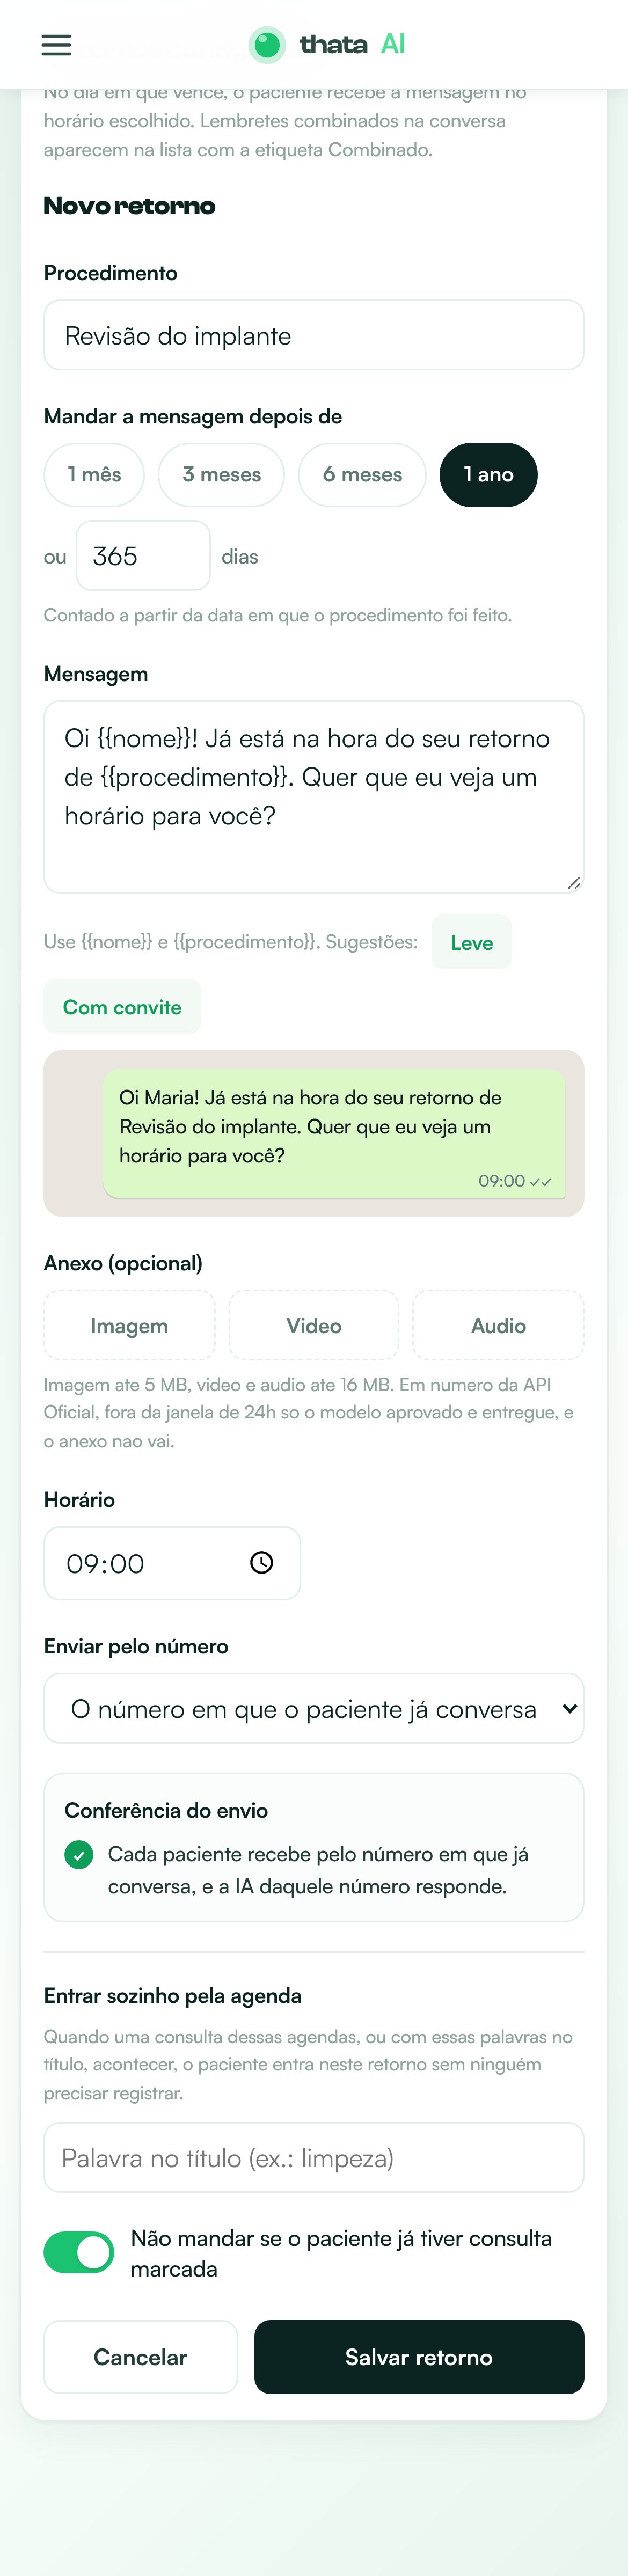 thata AI
No dia em que vence, o paciente recebe a mensagem no
horário escolhido. Lembretes combinados na conversa
aparecem na lista com a etiqueta Combinado.
Novo retorno
Procedimento
Revisão do implante
Mandar a mensagem depois de
1 mês 3 meses 6 meses 1 ano
ou 365 dias
Contado a partir da data em que o procedimento foi feito.
Mensagem
Oi {{nome}}! Já está na hora do seu retorno
de {{procedimento}}. Quer que eu veja um
horário para você?
Use {{nome}} e {{procedimento}}. Sugestões: Leve
Com convite
Oi Maria! Já está na hora do seu retorno de
Revisão do implante. Quer que eu veja um
horário para você?
09:00
Anexo (opcional)
Imagem Video Audio
Imagem ate 5 MB, video e audio ate 16 MB. Em numero da API
Oficial, fora da janela de 24h so o modelo aprovado e entregue, e
o anexo nao vai.
Horário
09:00
Enviar pelo número
O número em que o paciente já conversa
Conferência do envio
Cada paciente recebe pelo número em que já
conversa, e a IA daquele número responde.
Entrar sozinho pela agenda
Quando uma consulta dessas agendas, ou com essas palavras no
título, acontecer, o paciente entra neste retorno sem ninguém
precisar registrar.
Palavra no título (ex.: limpeza)
Não mandar se o paciente já tiver consulta
marcada
Cancelar Salvar retorno